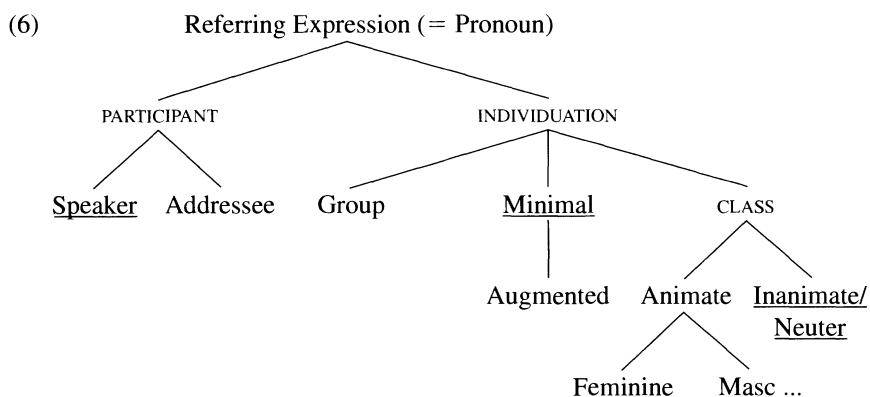 (6) Referring Expression (= Pronoun)
PARTICIPANT INDIVIDUATION
Speaker Addressee Group Minimal CLASS
Augmented Animate Inanimate/
Neuter
Feminine Masc ...